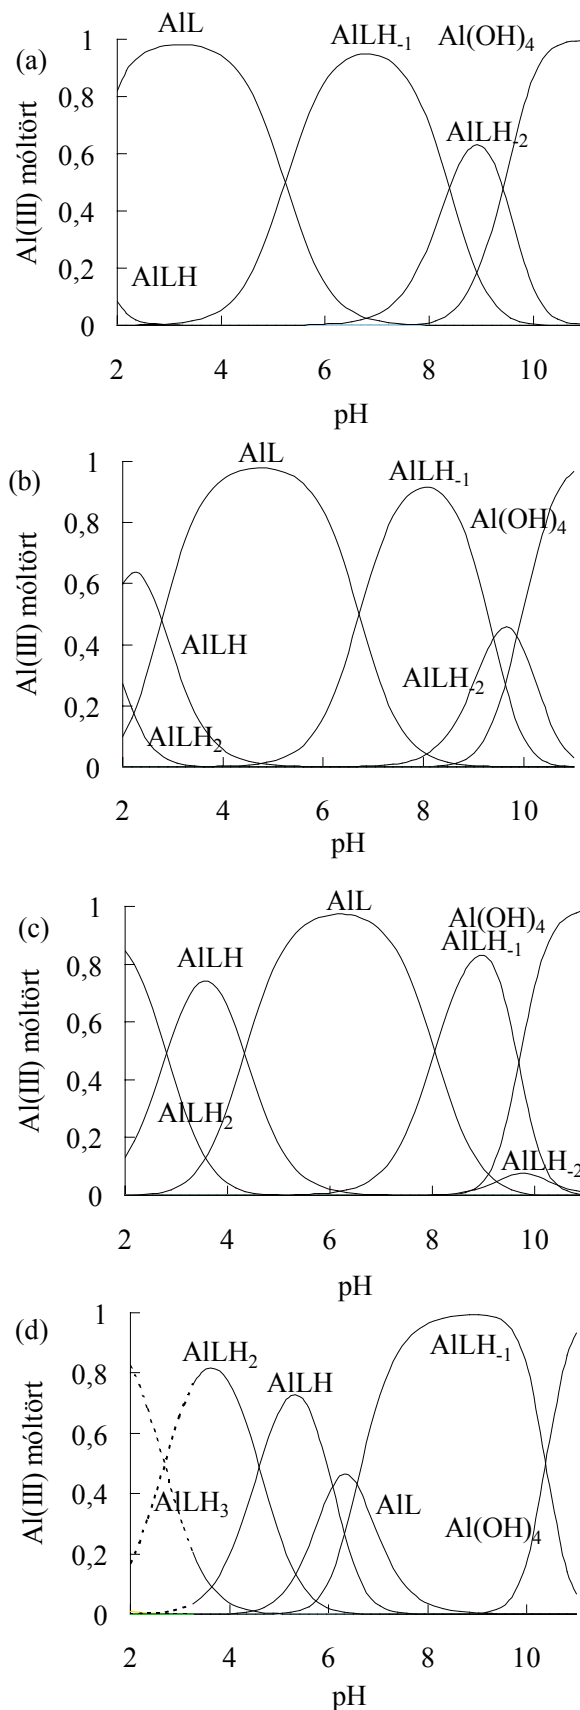 (a)
AlL
AlLH-1
Al(OH)4
AlLH-2
AlLH
Al(III) móltört
1
0,8
0,6
0,4
0,2
0
2 4 6 8 10
pH
(b)
AlL
AlLH-1
Al(OH)4
AlLH
AlLH-2
AlLH2
Al(III) móltört
1
0,8
0,6
0,4
0,2
0
2 4 6 8 10
pH
(c)
AlL
Al(OH)4
AlLH-1
AlLH
AlLH2
AlLH-2
Al(III) móltört
1
0,8
0,6
0,4
0,2
0
2 4 6 8 10
pH
(d)
AlLH2
AlLH
AlLH-1
AlLH3
AlL
Al(OH)4
Al(III) móltört
1
0,8
0,6
0,4
0,2
0
2 4 6 8 10
pH